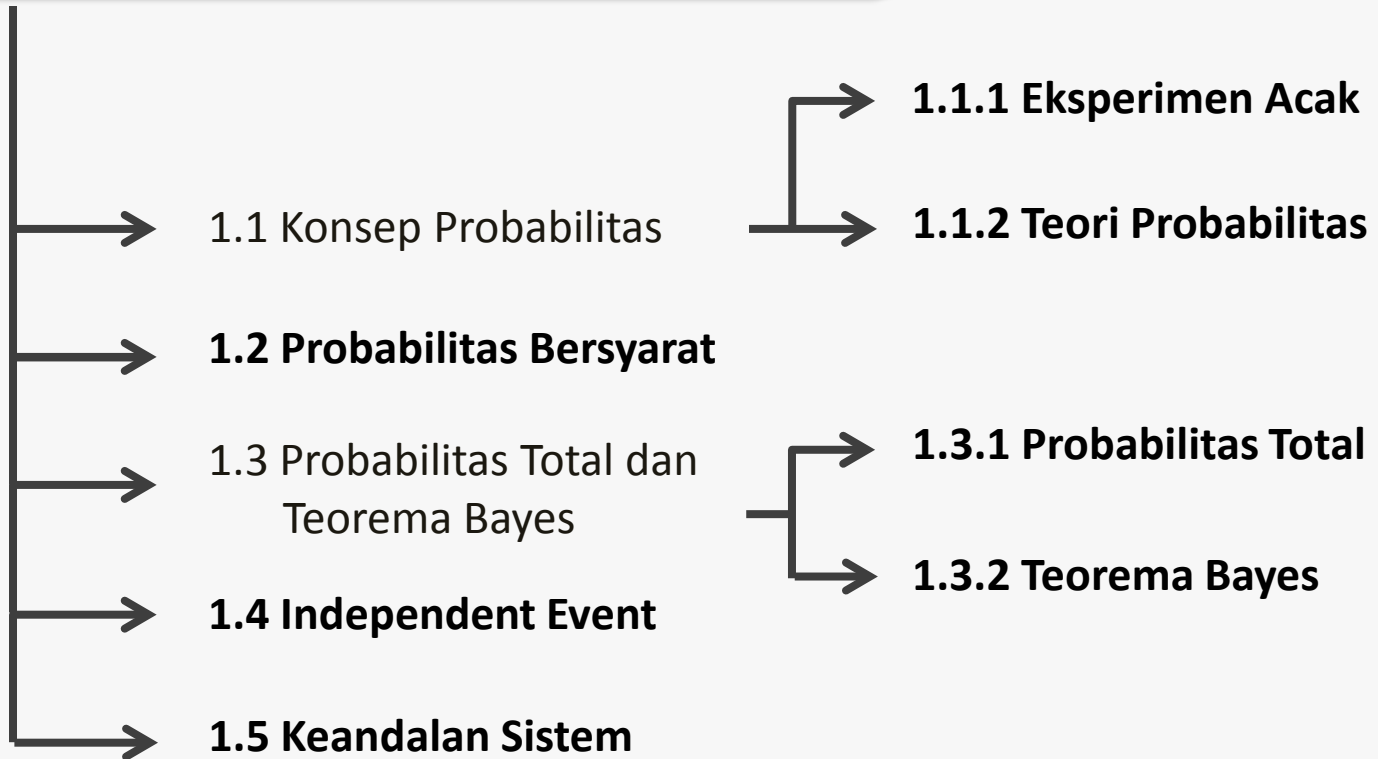 1.1 Konsep Probabilitas
1.1.1 Eksperimen Acak
1.1.2 Teori Probabilitas
1.2 Probabilitas Bersyarat
1.3 Probabilitas Total dan
Teorema Bayes
1.3.1 Probabilitas Total
1.3.2 Teorema Bayes
1.4 Independent Event
1.5 Keandalan Sistem